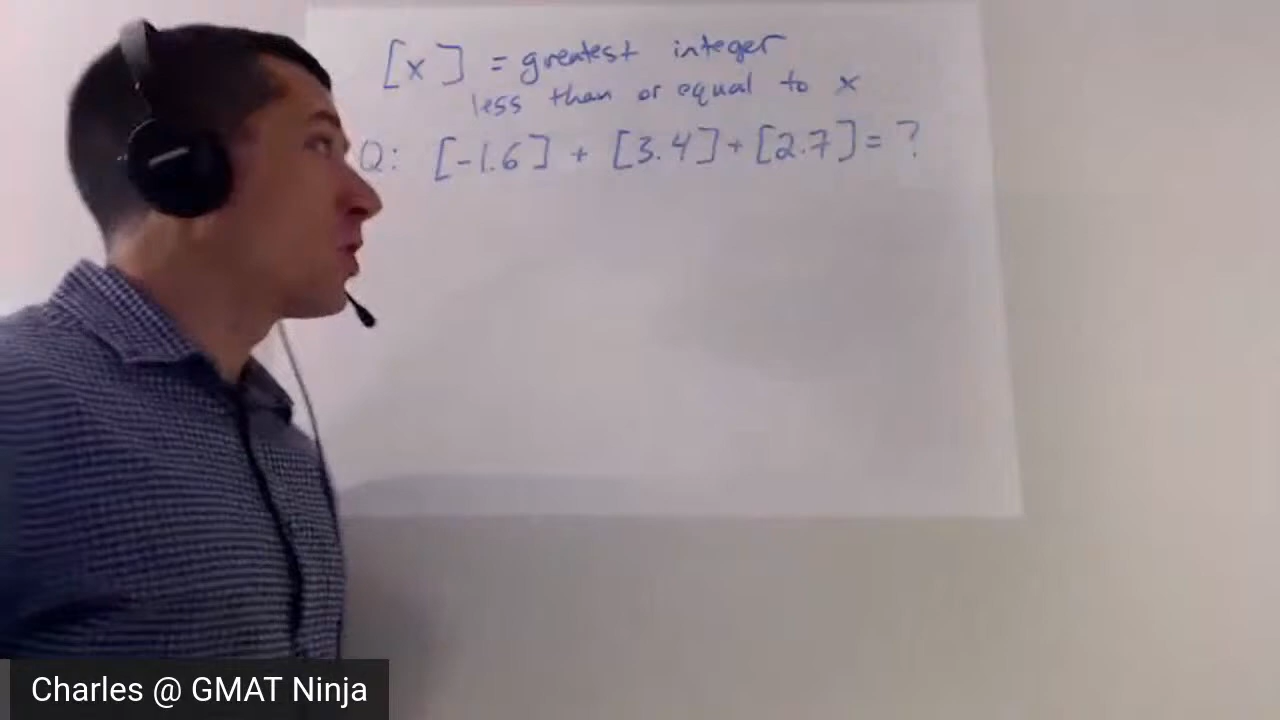 [x] = greatest integer
less than or equal to x
Q: [-1.6] + [3.4] + [2.7] = ?
Charles @ GMAT Ninja